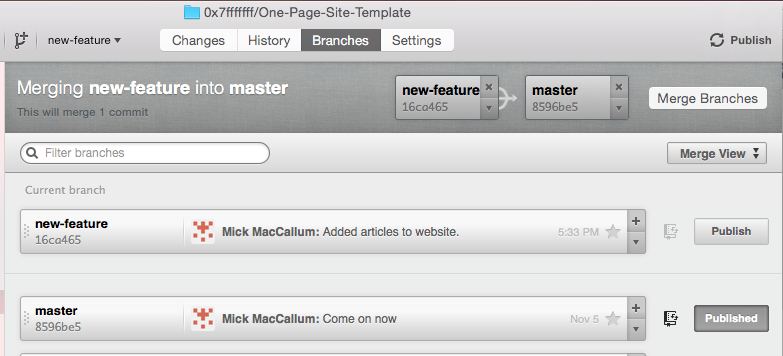 0x7fffffff/One-Page-Site-Template
new-feature
Changes
History
Branches
Settings
Publish
Merging new-feature into master
This will merge 1 commit
new-feature
16ca465
master
8596be5
Merge Branches
Filter branches
Merge View
Current branch
new-feature
16ca465
Mick MacCallum: Added articles to website.
5:33 PM
Publish
master
8596be5
Mick MacCallum: Come on now
Nov 5
Published